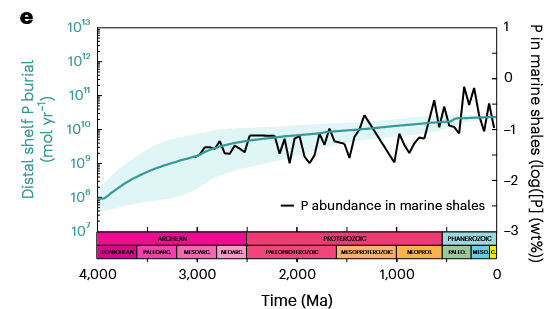 e
10¹³
10¹²
10¹¹
10¹⁰
10⁹
10⁸
10⁷
Distal shelf P burial
(mol yr⁻¹)
1
0
−1
−2
−3
P in marine shales (log([P] (wt%))
P abundance in marine shales
ARCHEAN PROTEROZOIC PHANEROZOIC
EOARCHEAN PALEOARC. MESOARC. NEOARC. PALEOPROTEROZOIC MESOPROTEROZOIC NEOPROT. PALEO. MESO. C.
4,000 3,000 2,000 1,000 0
Time (Ma)